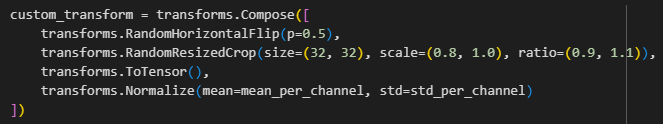 custom_transform = transforms.Compose([
    transforms.RandomHorizontalFlip(p=0.5),
    transforms.RandomResizedCrop(size=(32, 32), scale=(0.8, 1.0), ratio=(0.9, 1.1)),
    transforms.ToTensor(),
    transforms.Normalize(mean=mean_per_channel, std=std_per_channel)
])